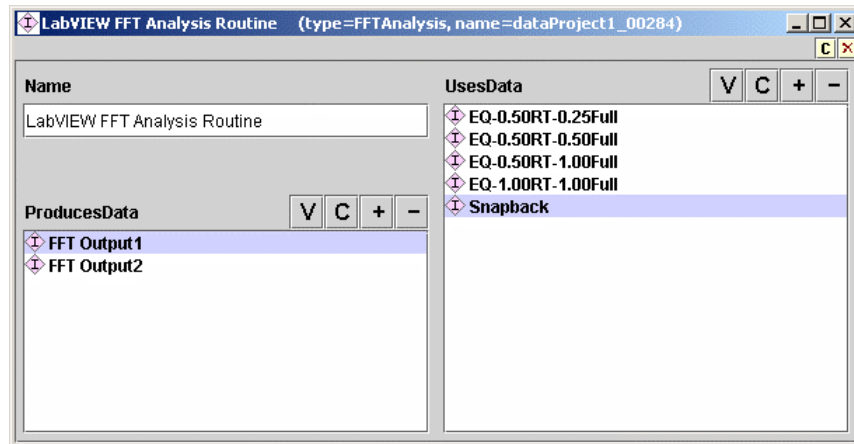 LabVIEW FFT Analysis Routine (type=FFTAnalysis, name=dataProject1_00284)
C
Name
LabVIEW FFT Analysis Routine
ProducesData V C + −
FFT Output1
FFT Output2
UsesData V C + −
EQ-0.50RT-0.25Full
EQ-0.50RT-0.50Full
EQ-0.50RT-1.00Full
EQ-1.00RT-1.00Full
Snapback